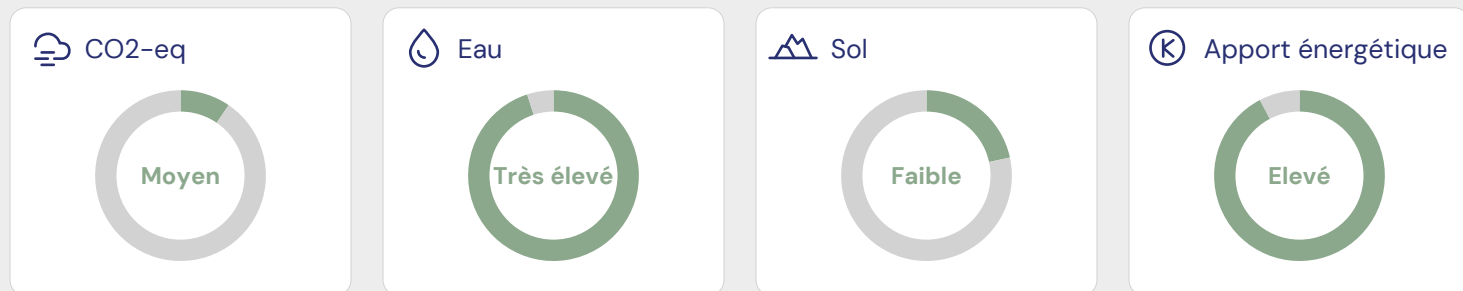 CO2-eq
Moyen
Eau
Très élevé
Sol
Faible
Apport énergétique
Elevé